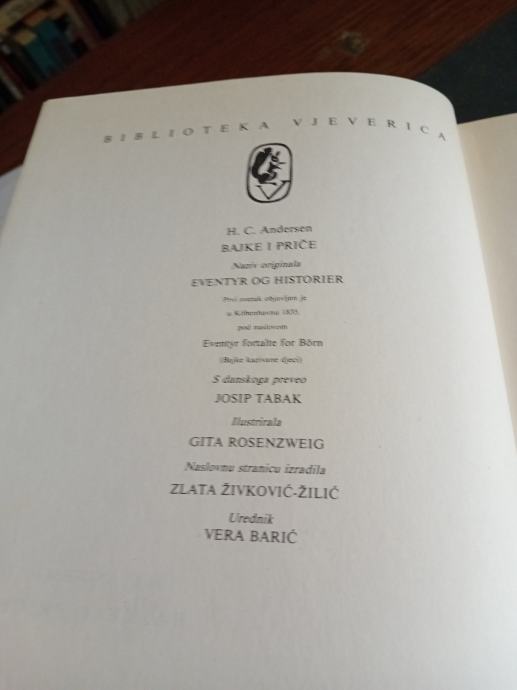 BIBLIOTEKA VJEVERICA
V
H. C. Andersen
BAJKE I PRIČE
Naziv originala
EVENTYR OG HISTORIER
Prvi svezak objavljen je
u Kőbenhavnu 1835.
pod naslovom
Eventyr fortalte for Börn
(Bajke kazivane djeci)
S danskoga preveo
JOSIP TABAK
Ilustrirala
GITA ROSENZWEIG
Naslovnu stranicu izradila
ZLATA ŽIVKOVIĆ-ŽILIĆ
Urednik
VERA BARIĆ